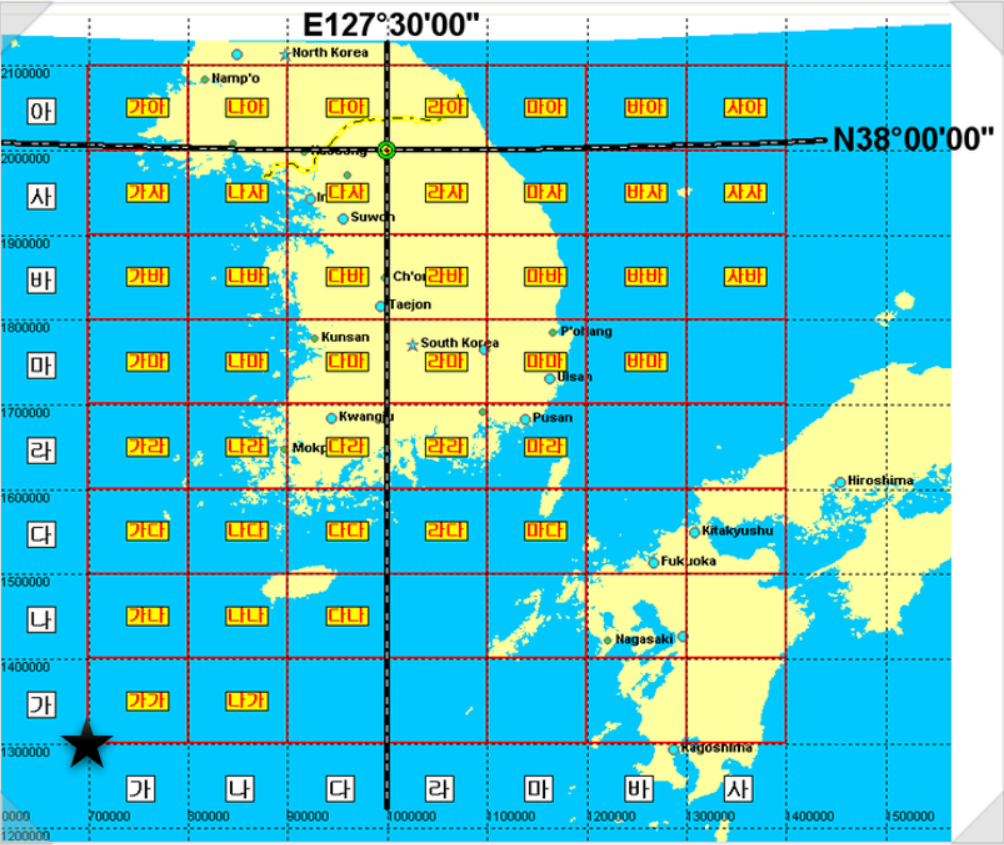 E127°30'00"
North Korea
2100000
Namp'o
아 가아 나아 다아 라아 마아 바아 사아
N38°00'00"
2000000
사 가사 나사 다사 라사 마사 바사 사사
Suwon
1900000
바 가바 나바 다바 라바 마바 바바 사바
Taejon
1800000
Kunsan
P'ohang
South Korea
마 가마 나마 다마 라마 마마 바마
Ulsan
1700000
Kwangju
Pusan
라 가라 나라 다라 라라 마라
Hiroshima
1600000
다 가다 나다 다다 라다 마다
Kitakyushu
Fukuoka
1500000
나 가나 나나 다나
Nagasaki
1400000
가 가가 나가
1300000
Kagoshima
가 나 다 라 마 바 사
700000 800000 900000 1000000 1100000 1200000 1300000 1400000 1500000
1200000